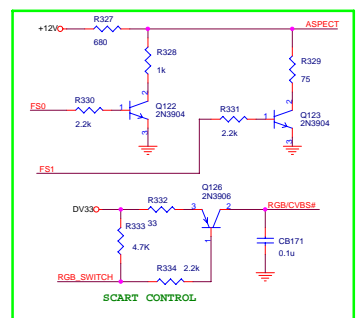 +12V
R327
680
ASPECT
R328
1k
R329
75
FS0
R330
2.2k
1
2
3
Q122
2N3904
R331
2.2k
1
2
3
Q123
2N3904
FS1
Q126
2N3906
DV33
R332
33
3
2
1
RGB/CVBS#
R333
4.7K
CB171
0.1u
R334
2.2k
RGB_SWITCH
SCART CONTROL